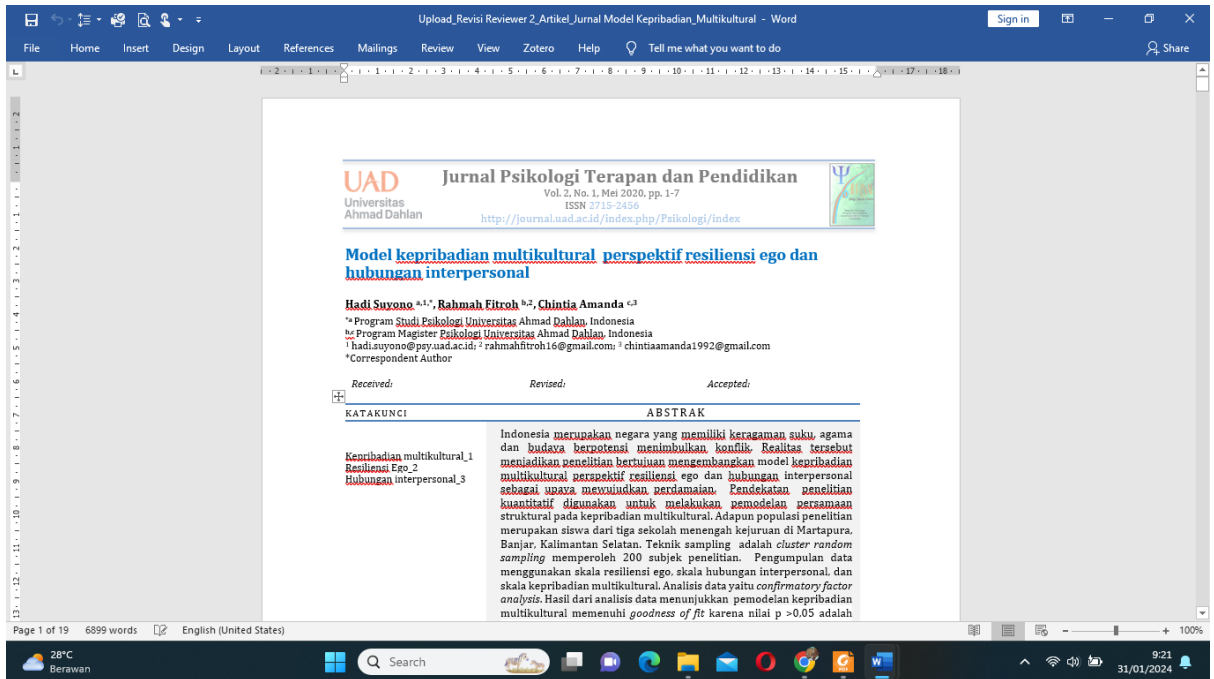 Upload_Revisi Reviewer 2_Artikel_Jurnal Model Kepribadian_Multikultural - Word
Sign in
File Home Insert Design Layout References Mailings Review View Zotero Help Tell me what you want to do Share
UAD
Universitas
Ahmad Dahlan
Jurnal Psikologi Terapan dan Pendidikan
Vol. 2, No. 1, Mei 2020, pp. 1-7
ISSN 2715-2456
http://journal.uad.ac.id/index.php/Psikologi/index
Model kepribadian multikultural perspektif resiliensi ego dan
hubungan interpersonal
Hadi Suyono a,1,*, Rahmah Fitroh b,2, Chintia Amanda c,3
*a Program Studi Psikologi Universitas Ahmad Dahlan, Indonesia
b,c Program Magister Psikologi Universitas Ahmad Dahlan, Indonesia
1 hadi.suyono@psy.uad.ac.id; 2 rahmahfitroh16@gmail.com; 3 chintiaamanda1992@gmail.com
*Correspondent Author
Received: Revised: Accepted:
KATAKUNCI
ABSTRAK
Kepribadian multikultural_1
Resiliensi Ego_2
Hubungan interpersonal_3
Indonesia merupakan negara yang memiliki keragaman suku, agama
dan budaya berpotensi menimbulkan konflik. Realitas tersebut
menjadikan penelitian bertujuan mengembangkan model kepribadian
multikultural perspektif resiliensi ego dan hubungan interpersonal
sebagai upaya mewujudkan perdamaian. Pendekatan penelitian
kuantitatif digunakan untuk melakukan pemodelan persamaan
struktural pada kepribadian multikultural. Adapun populasi penelitian
merupakan siswa dari tiga sekolah menengah kejuruan di Martapura,
Banjar, Kalimantan Selatan. Teknik sampling adalah cluster random
sampling memperoleh 200 subjek penelitian. Pengumpulan data
menggunakan skala resiliensi ego, skala hubungan interpersonal, dan
skala kepribadian multikultural. Analisis data yaitu confirmatory factor
analysis. Hasil dari analisis data menunjukkan pemodelan kepribadian
multikultural memenuhi goodness of fit karena nilai p >0,05 adalah
Page 1 of 19 6899 words English (United States) 100%
28°C
Berawan
Search
9:21
31/01/2024